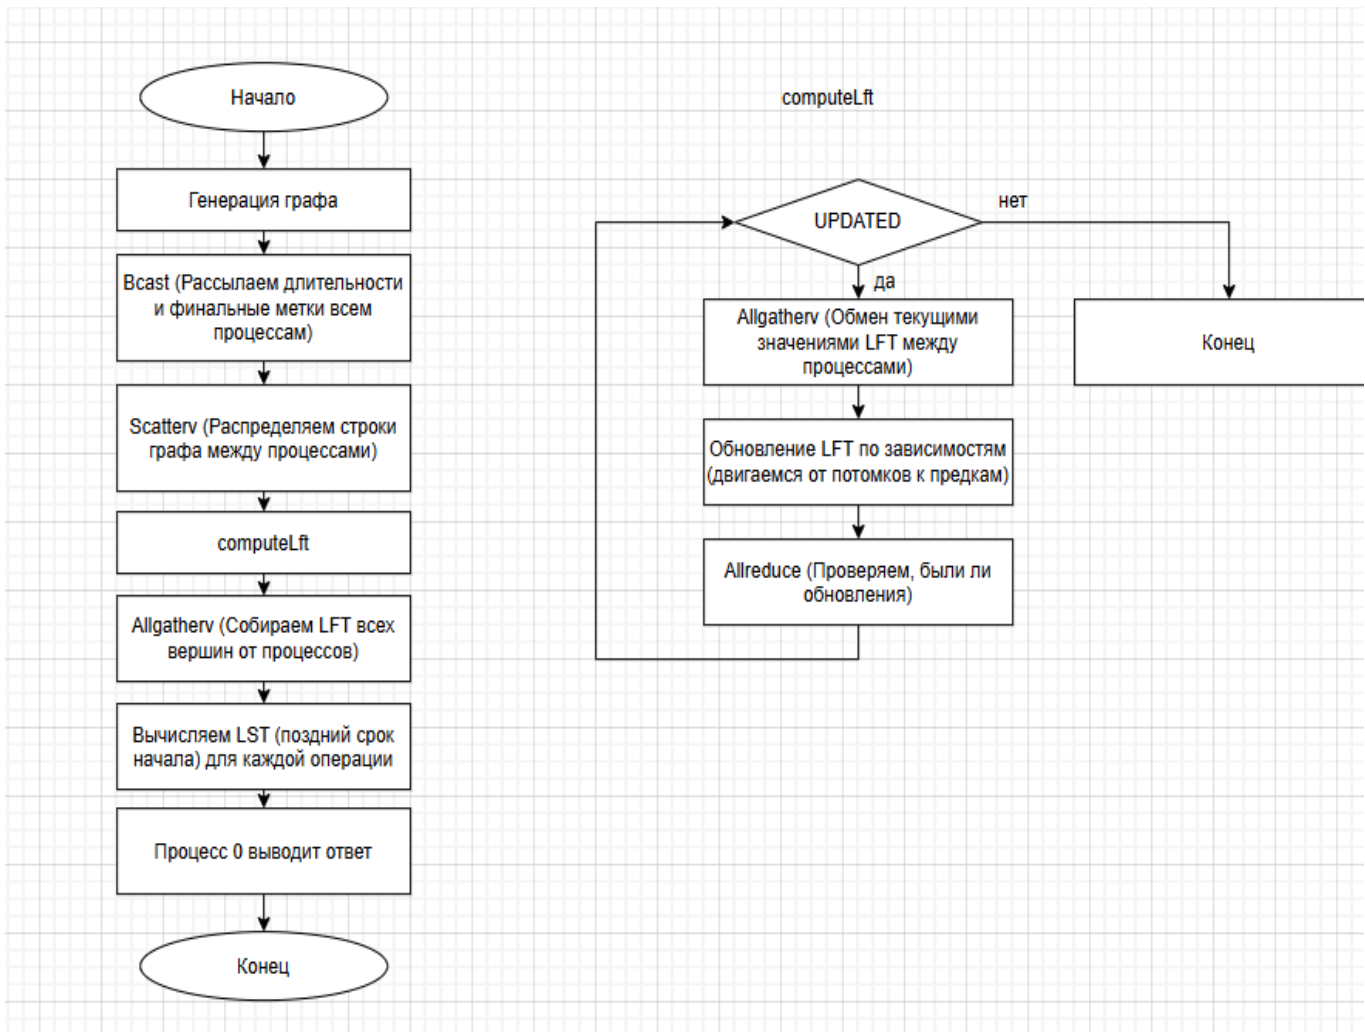 Начало
Генерация графа
Bcast (Рассылаем длительности
и финальные метки всем
процессам)
Scatterv (Распределяем строки
графа между процессами)
computeLft
Allgatherv (Собираем LFT всех
вершин от процессов)
Вычисляем LST (поздний срок
начала) для каждой операции
Процесс 0 выводит ответ
Конец
computeLft
UPDATED
нет
да
Allgatherv (Обмен текущими
значениями LFT между
процессами)
Конец
Обновление LFT по зависимостям
(двигаемся от потомков к предкам)
Allreduce (Проверяем, были ли
обновления)